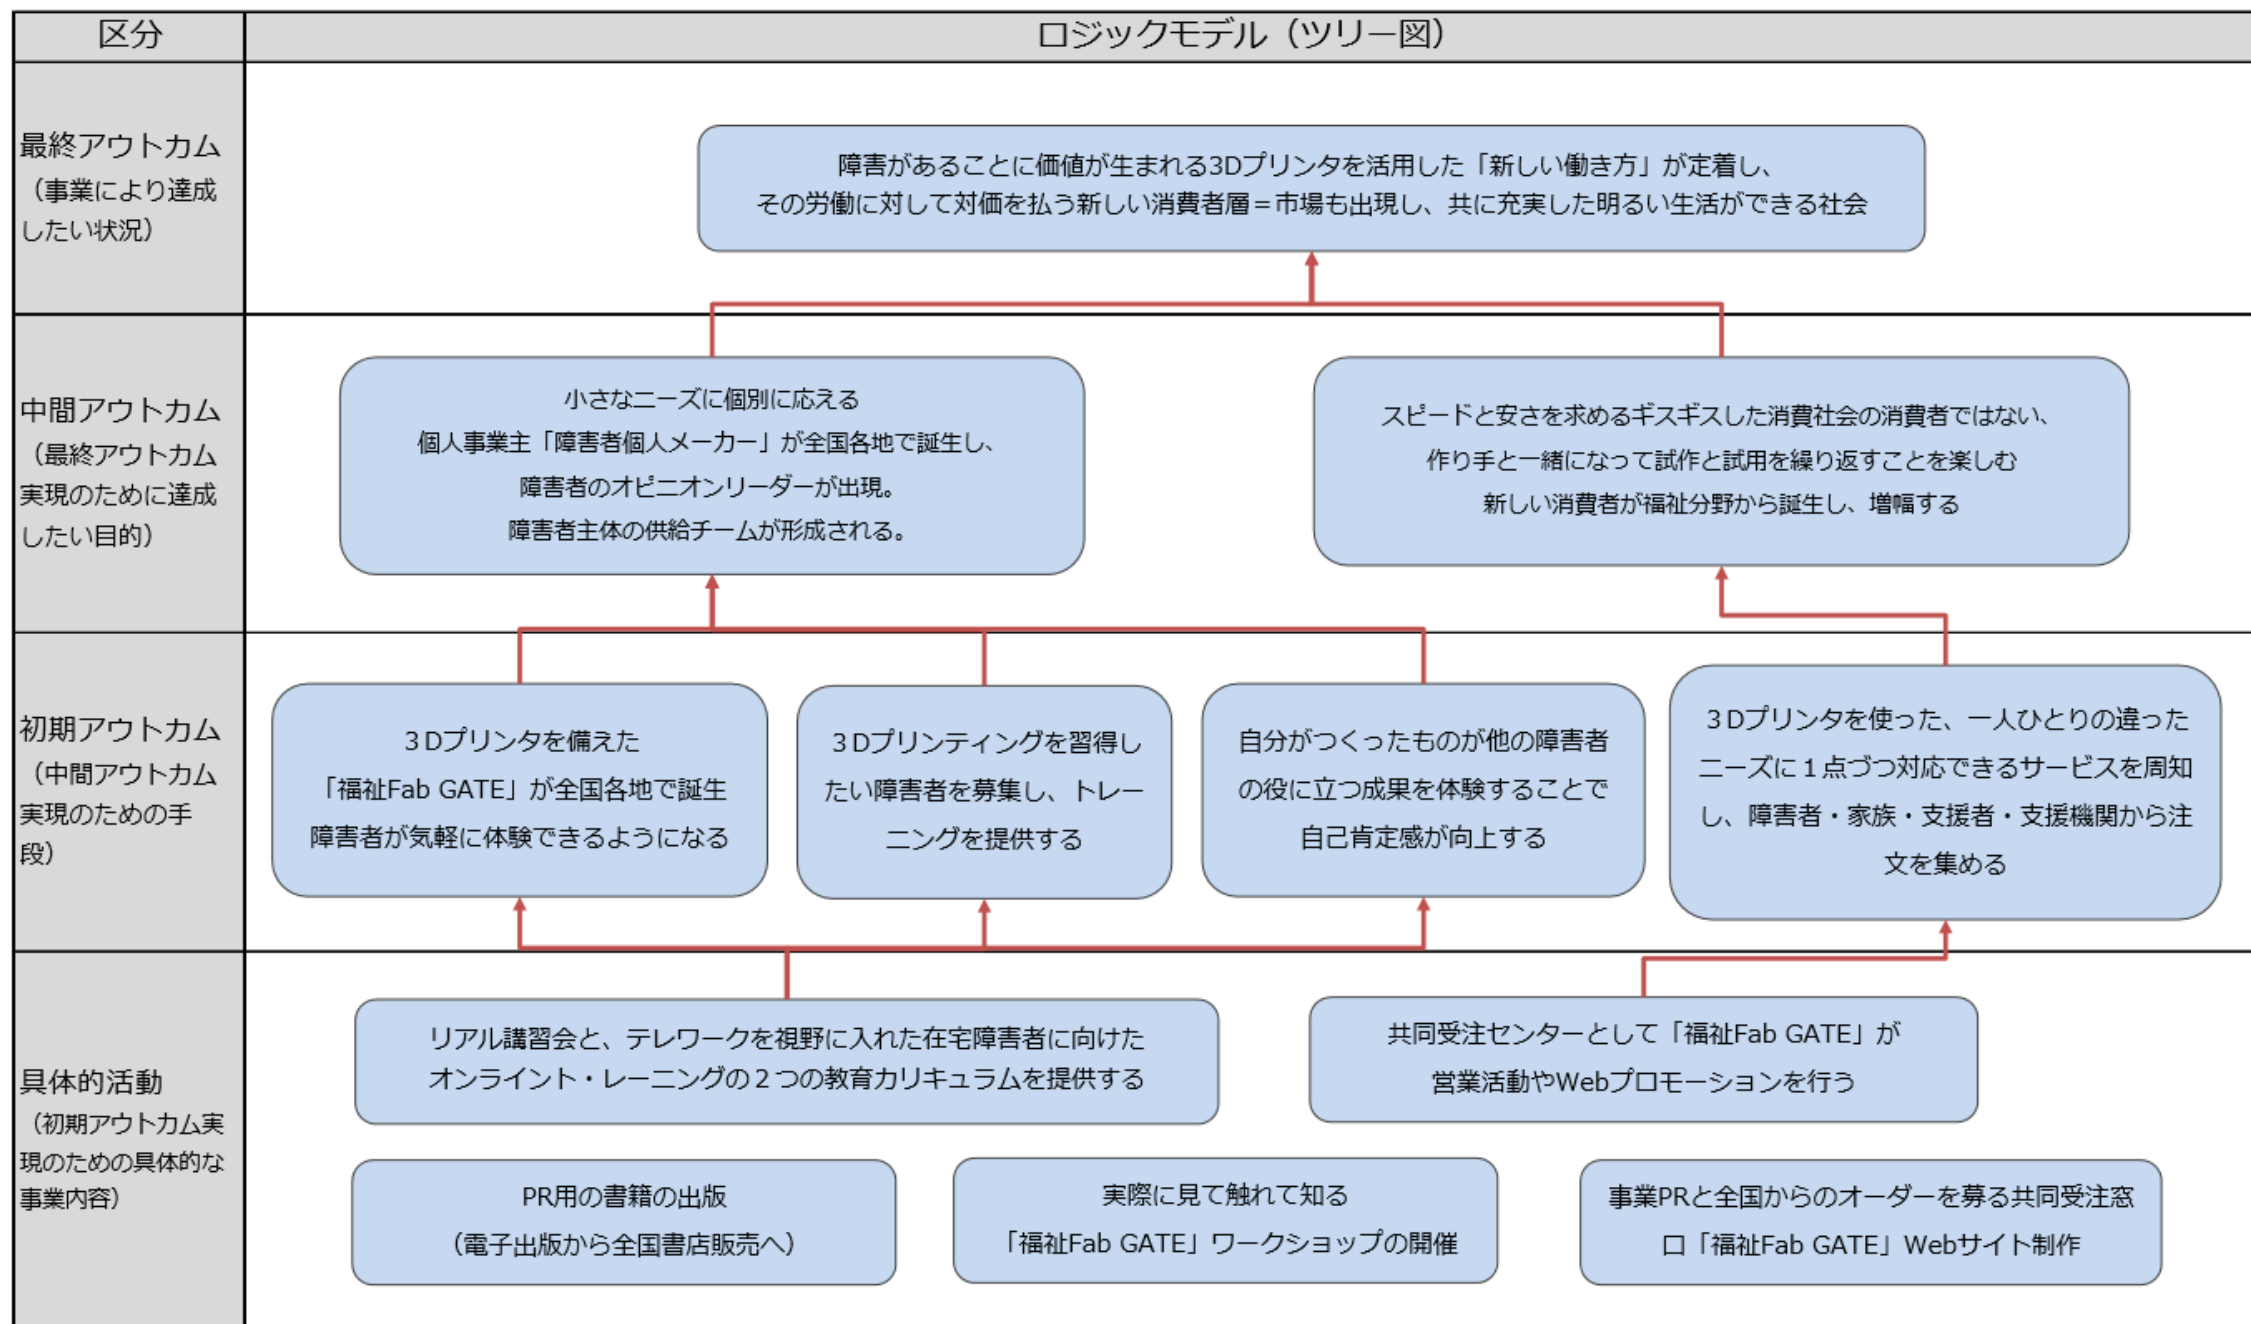 区分
ロジックモデル（ツリー図）
最終アウトカム
（事業により達成
したい状況）
障害があることに価値が生まれる3Dプリンタを活用した「新しい働き方」が定着し、
その労働に対して対価を払う新しい消費者層＝市場も出現し、共に充実した明るい生活ができる社会
中間アウトカム
（最終アウトカム
実現のために達成
したい目的）
小さなニーズに個別に応える
個人事業主「障害者個人メーカー」が全国各地で誕生し、
障害者のオピニオンリーダーが出現。
障害者主体の供給チームが形成される。
スピードと安さを求めるギスギスした消費社会の消費者ではない、
作り手と一緒になって試作と試用を繰り返すことを楽しむ
新しい消費者が福祉分野から誕生し、増幅する
初期アウトカム
（中間アウトカム
実現のための手
段）
３Dプリンタを備えた
「福祉Fab GATE」が全国各地で誕生
障害者が気軽に体験できるようになる
３Dプリンティングを習得し
たい障害者を募集し、トレー
ニングを提供する
自分がつくったものが他の障害者
の役に立つ成果を体験することで
自己肯定感が向上する
３Dプリンタを使った、一人ひとりの違った
ニーズに１点づつ対応できるサービスを周知
し、障害者・家族・支援者・支援機関から注
文を集める
具体的活動
（初期アウトカム実
現のための具体的な
事業内容）
リアル講習会と、テレワークを視野に入れた在宅障害者に向けた
オンライント・レーニングの２つの教育カリキュラムを提供する
共同受注センターとして「福祉Fab GATE」が
営業活動やWebプロモーションを行う
PR用の書籍の出版
（電子出版から全国書店販売へ）
実際に見て触れて知る
「福祉Fab GATE」ワークショップの開催
事業PRと全国からのオーダーを募る共同受注窓
口「福祉Fab GATE」Webサイト制作